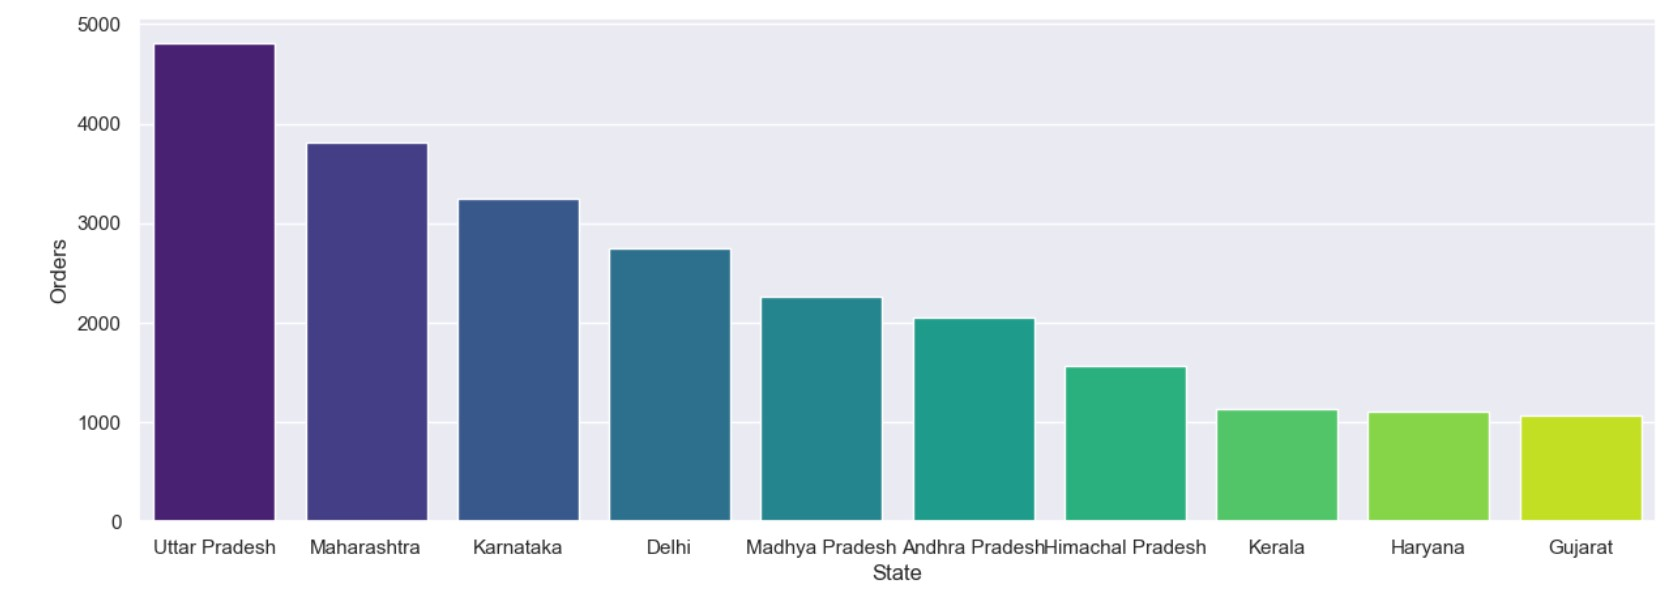 5000
4000
3000
2000
1000
0
Orders
Uttar Pradesh Maharashtra Karnataka Delhi Madhya Pradesh Andhra Pradesh Himachal Pradesh Kerala Haryana Gujarat
State